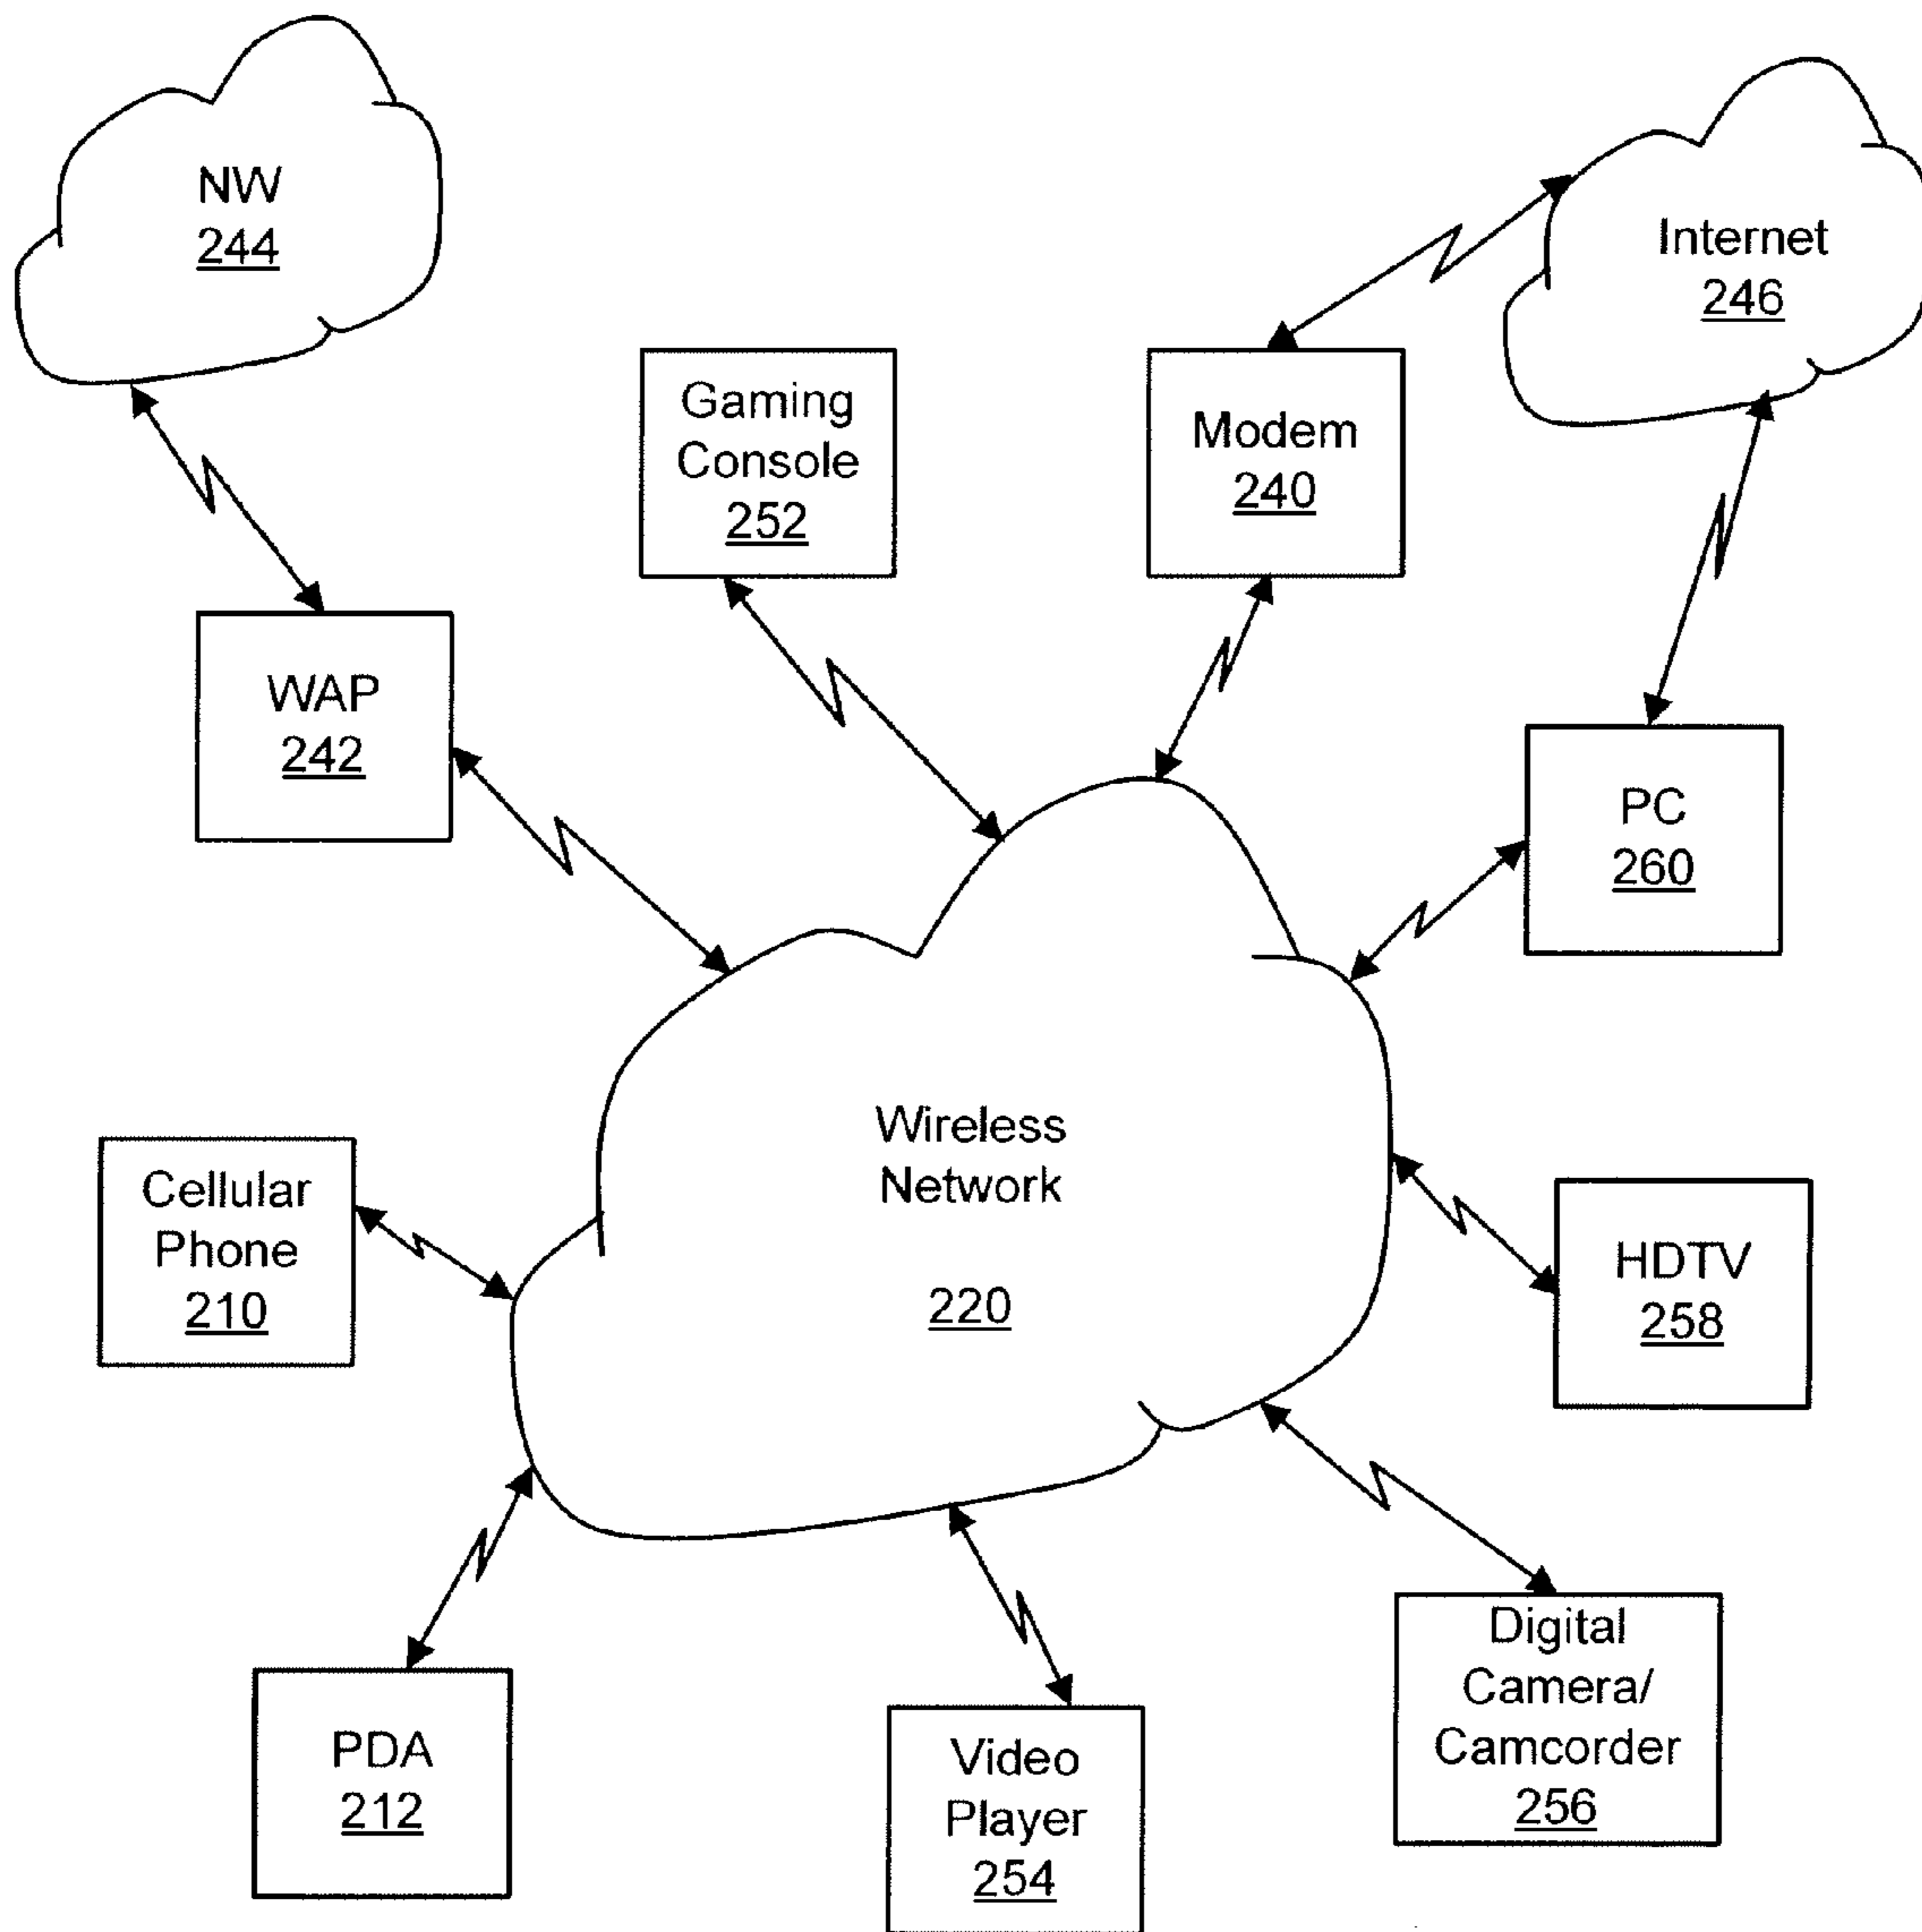 NW
244
Internet
246
Gaming
Console
252
Modem
240
WAP
242
PC
260
Wireless
Network
220
Cellular
Phone
210
HDTV
258
PDA
212
Video
Player
254
Digital
Camera/
Camcorder
256